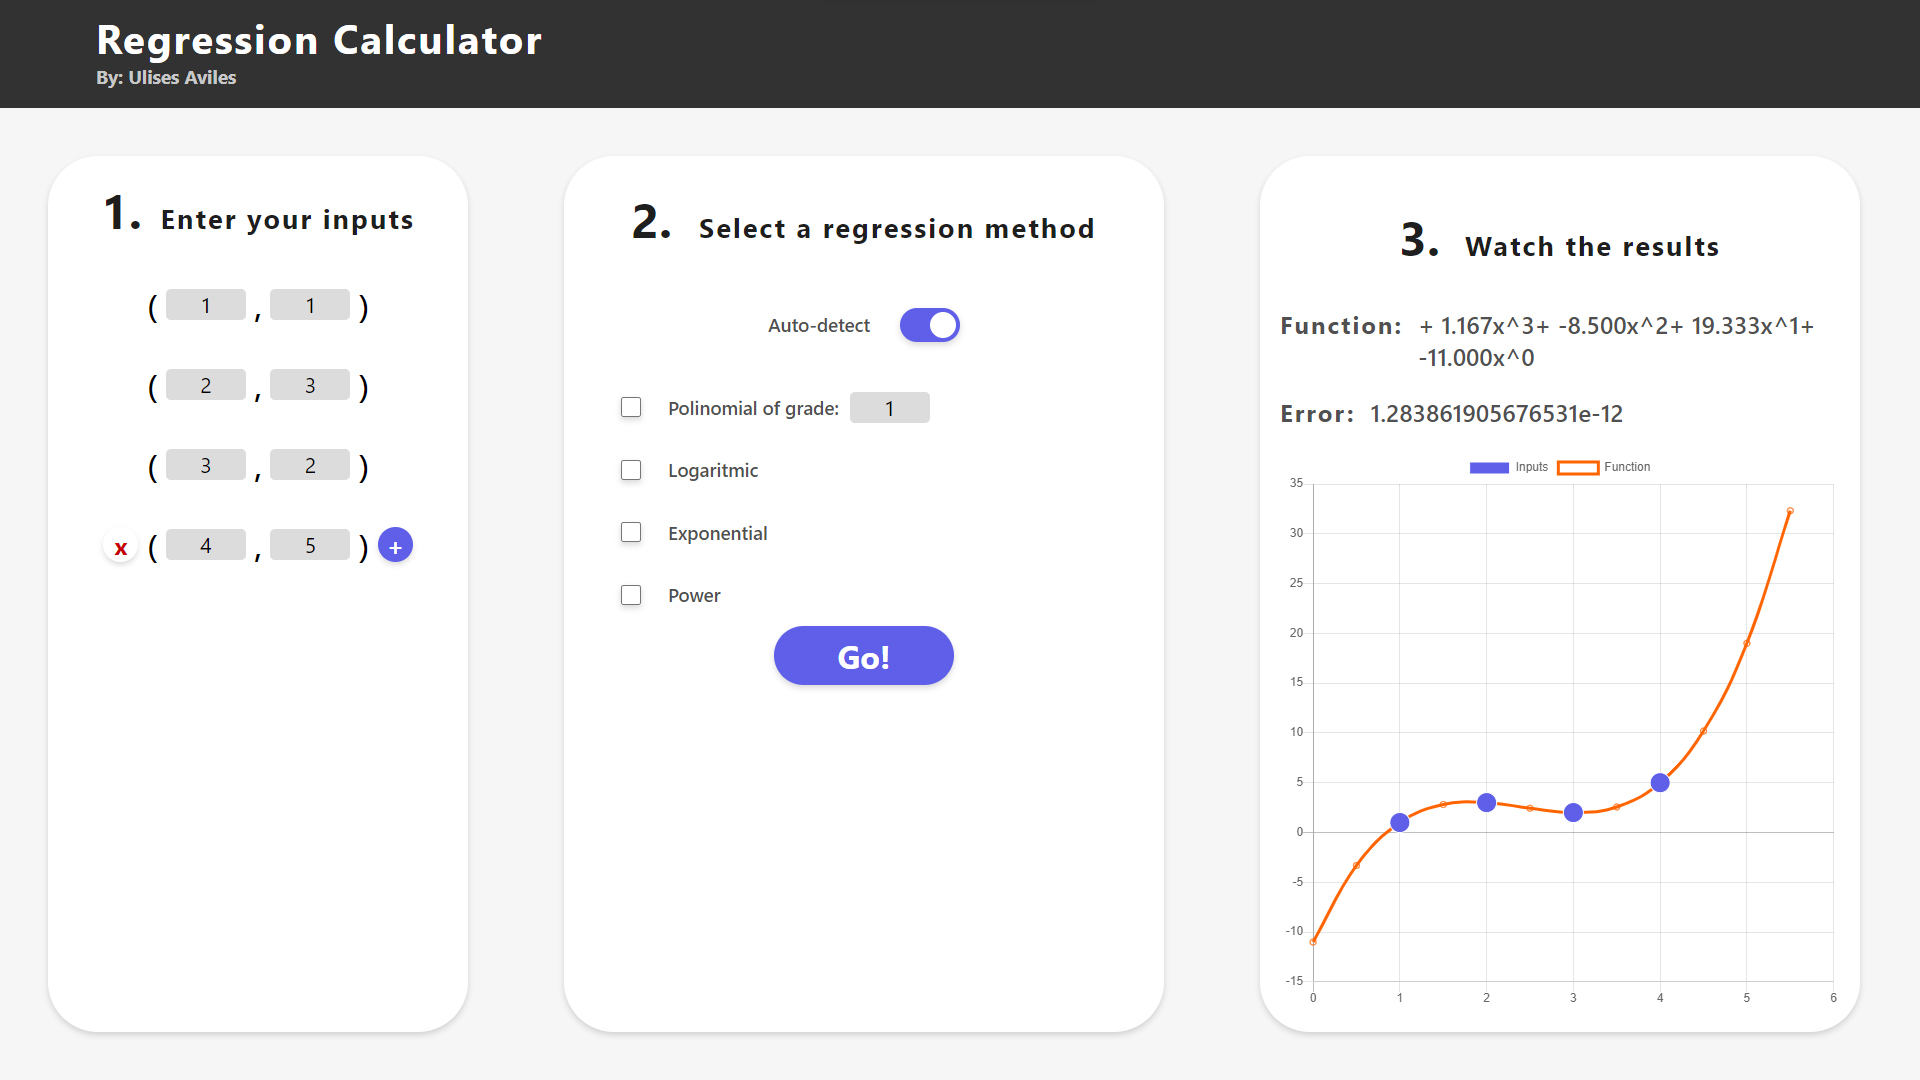 Regression Calculator
By: Ulises Aviles
1. Enter your inputs
( 1 , 1 )
( 2 , 3 )
( 3 , 2 )
x ( 4 , 5 ) +
2. Select a regression method
Auto-detect
Polinomial of grade: 1
Logaritmic
Exponential
Power
Go!
3. Watch the results
Function: + 1.167x^3+ -8.500x^2+ 19.333x^1+
-11.000x^0
Error: 1.283861905676531e-12
Inputs Function
35
30
25
20
15
10
5
0
-5
-10
-15
0 1 2 3 4 5 6